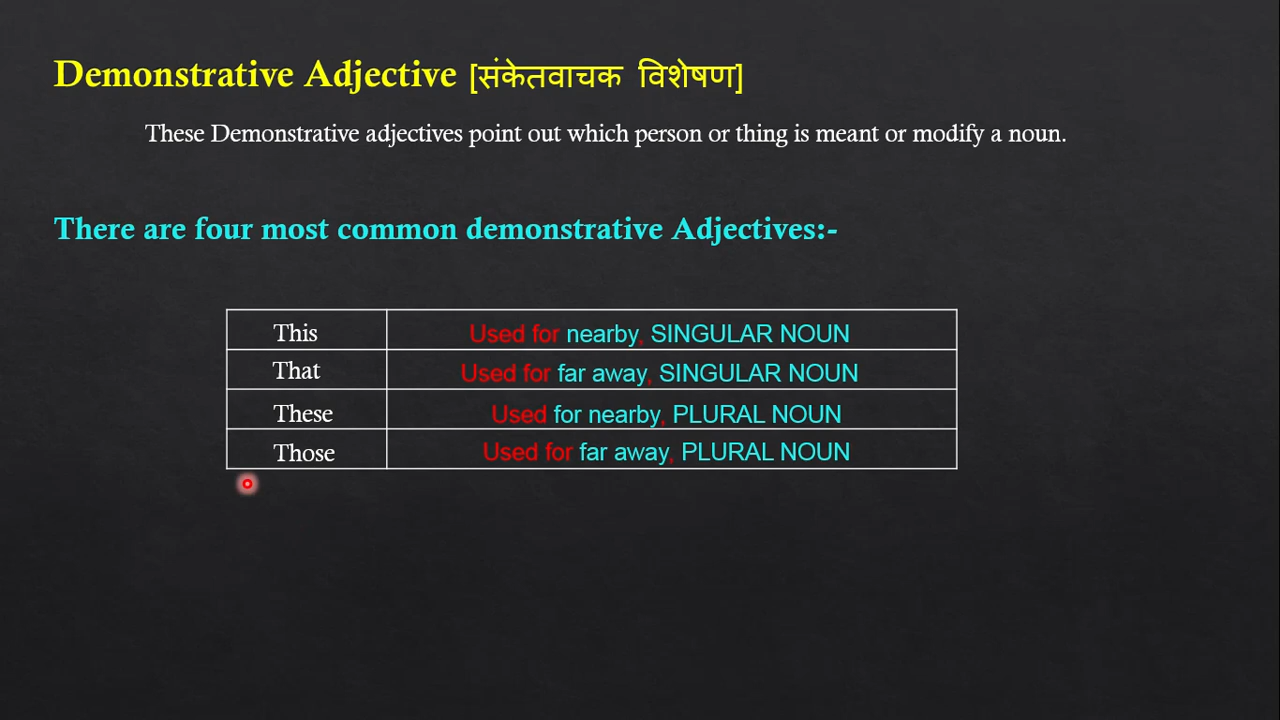 Demonstrative Adjective [संकेतवाचक विशेषण]
These Demonstrative adjectives point out which person or thing is meant or modify a noun.
There are four most common demonstrative Adjectives:-
This Used for nearby, SINGULAR NOUN
That Used for far away, SINGULAR NOUN
These Used for nearby, PLURAL NOUN
Those Used for far away, PLURAL NOUN